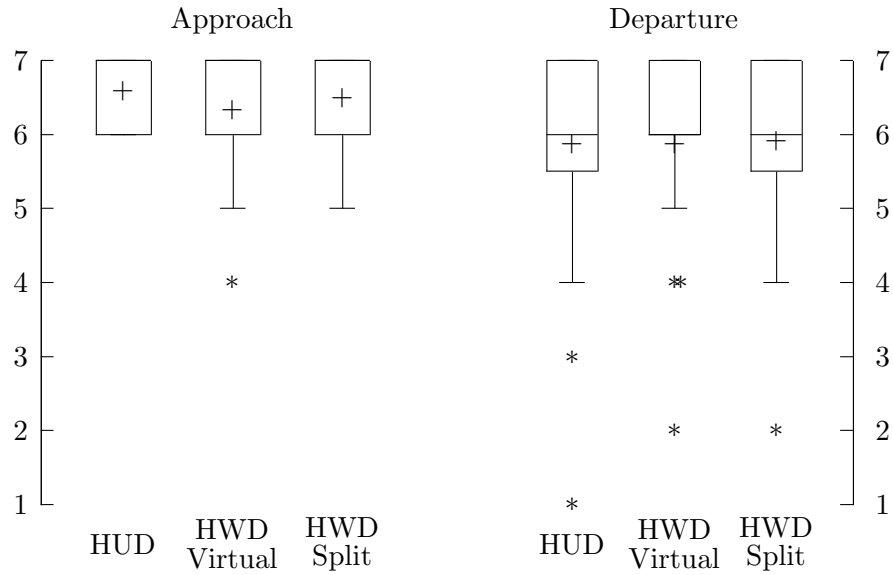 Approach
Departure
7
6
5
4
3
2
1
7
6
5
4
3
2
1
HUD
HWD
Virtual
HWD
Split
HUD
HWD
Virtual
HWD
Split